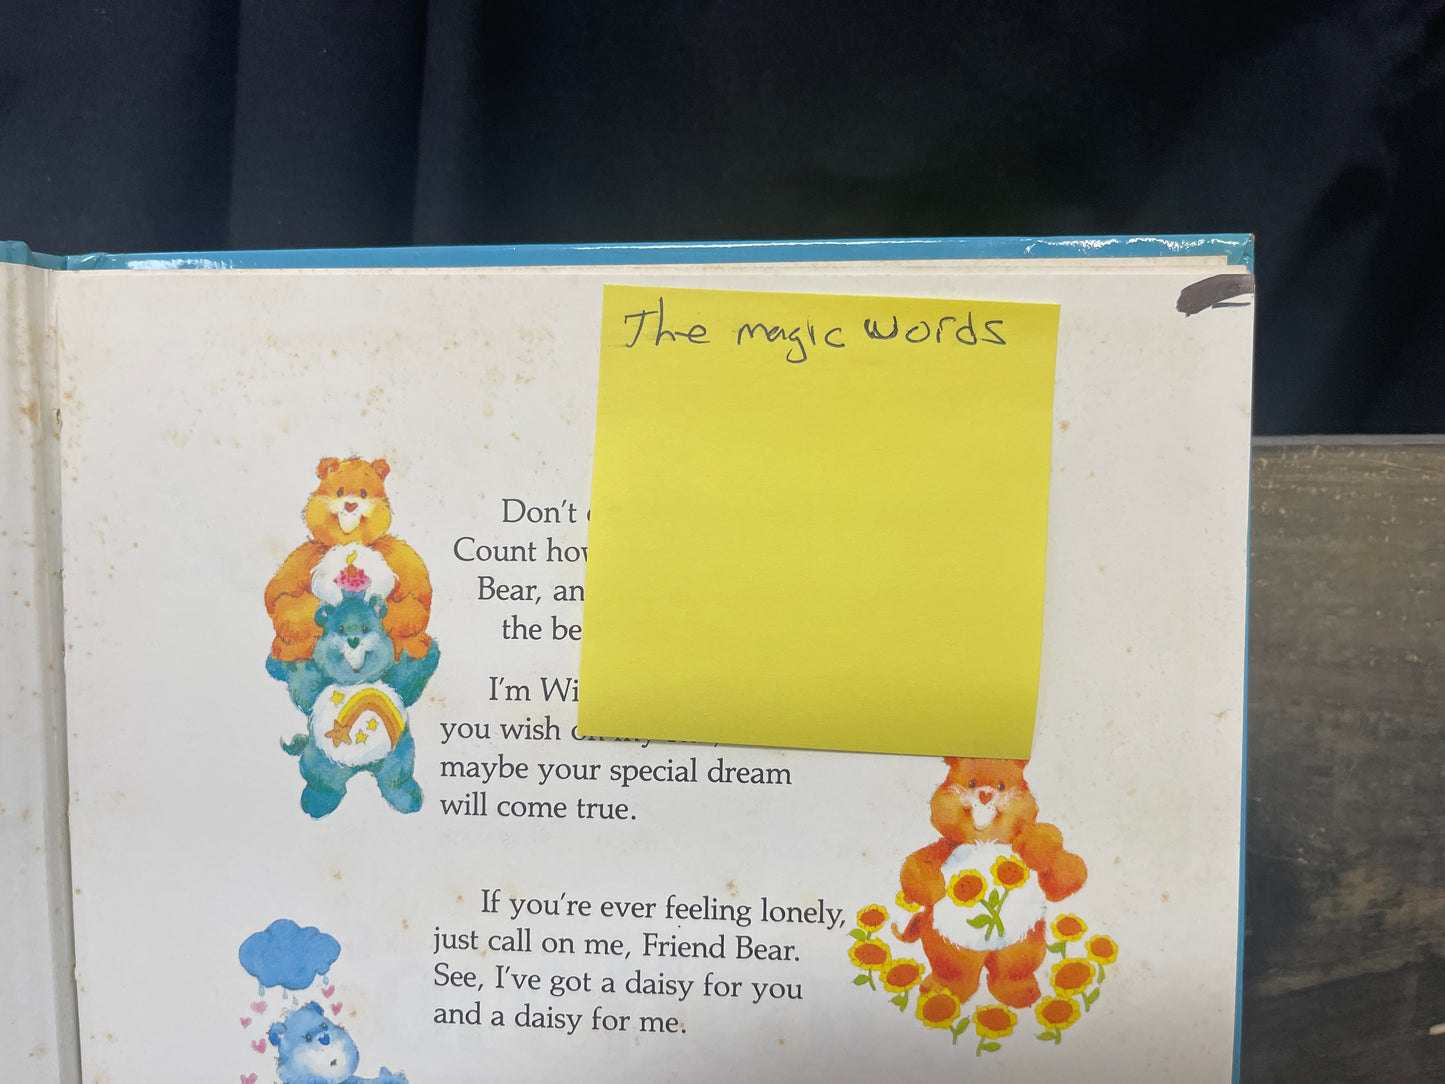 The magic words
Don't
Count how
Bear, an
the be
I'm Wi
you wish on my
maybe your special dream
will come true.
If you're ever feeling lonely,
just call on me, Friend Bear.
See, I've got a daisy for you
and a daisy for me.